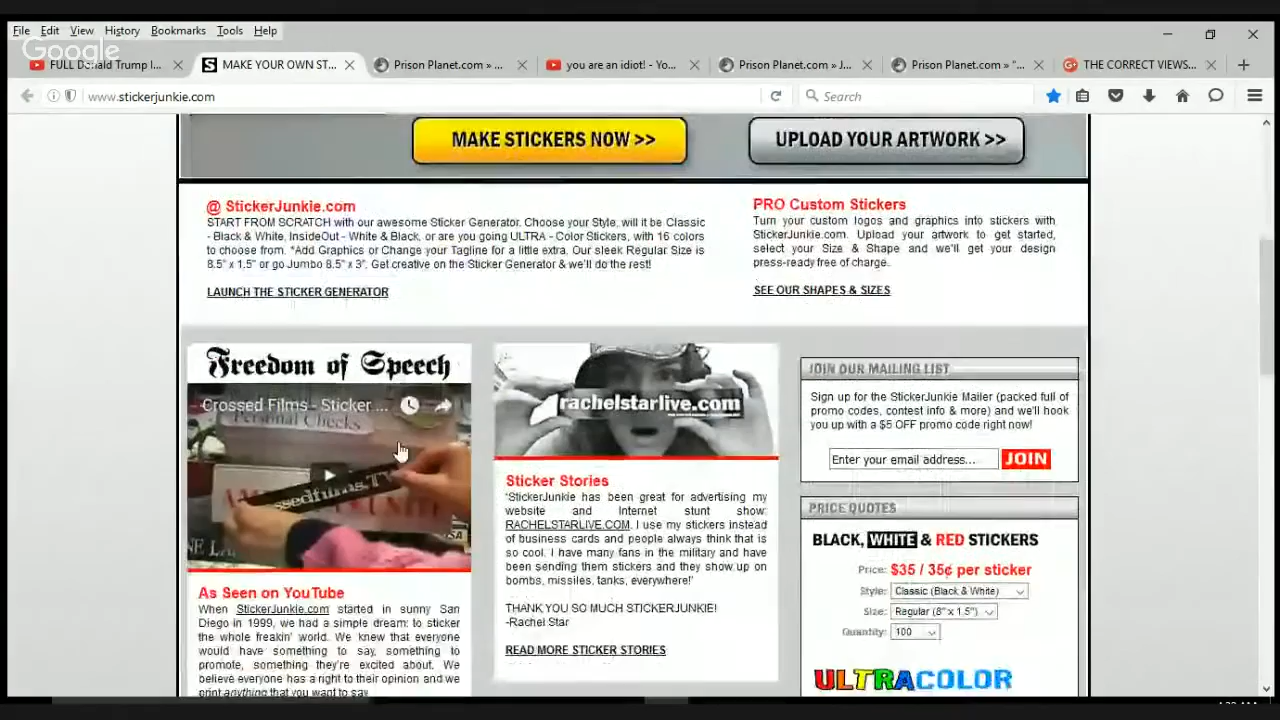 File Edit View History Bookmarks Tools Help
Google
FULL Donald Trump I...
MAKE YOUR OWN ST...
Prison Planet.com » ...
you are an idiot! - Yo...
Prison Planet.com » J...
Prison Planet.com » "...
THE CORRECT VIEWS...
www.stickerjunkie.com
Search
MAKE STICKERS NOW >>
UPLOAD YOUR ARTWORK >>
@ StickerJunkie.com
START FROM SCRATCH with our awesome Sticker Generator. Choose your Style, will it be Classic
- Black & White, InsideOut - White & Black, or are you going ULTRA - Color Stickers, with 16 colors
to choose from. *Add Graphics or Change your Tagline for a little extra. Our sleek Regular Size is
8.5" x 1.5" or go Jumbo 8.5" x 3". Get creative on the Sticker Generator & we'll do the rest!
LAUNCH THE STICKER GENERATOR
PRO Custom Stickers
Turn your custom logos and graphics into stickers with
StickerJunkie.com. Upload your artwork to get started,
select your Size & Shape and we'll get your design
press-ready free of charge.
SEE OUR SHAPES & SIZES
Freedom of Speech
Crossed Films - Sticker ...
Personal Checks
ssedfilms.TV
As Seen on YouTube
When StickerJunkie.com started in sunny San
Diego in 1999, we had a simple dream: to sticker
the whole freakin' world. We knew that everyone
would have something to say, something to
promote, something they're excited about. We
believe everyone has a right to their opinion and we
print anything that you want to say
rachelstarlive.com
Sticker Stories
"StickerJunkie has been great for advertising my
website and Internet stunt show:
RACHELSTARLIVE.COM. I use my stickers instead
of business cards and people always think that is
so cool. I have many fans in the military and have
been sending them stickers and they show up on
bombs, missiles, tanks, everywhere!"
THANK YOU SO MUCH STICKERJUNKIE!
-Rachel Star
READ MORE STICKER STORIES
JOIN OUR MAILING LIST
Sign up for the StickerJunkie Mailer (packed full of
promo codes, contest info & more) and we'll hook
you up with a $5 OFF promo code right now!
Enter your email address...
JOIN
PRICE QUOTES
BLACK, WHITE & RED STICKERS
Price: $35 / 35¢ per sticker
Style: Classic (Black & White)
Size: Regular (8" x 1.5")
Quantity: 100
ULTRACOLOR